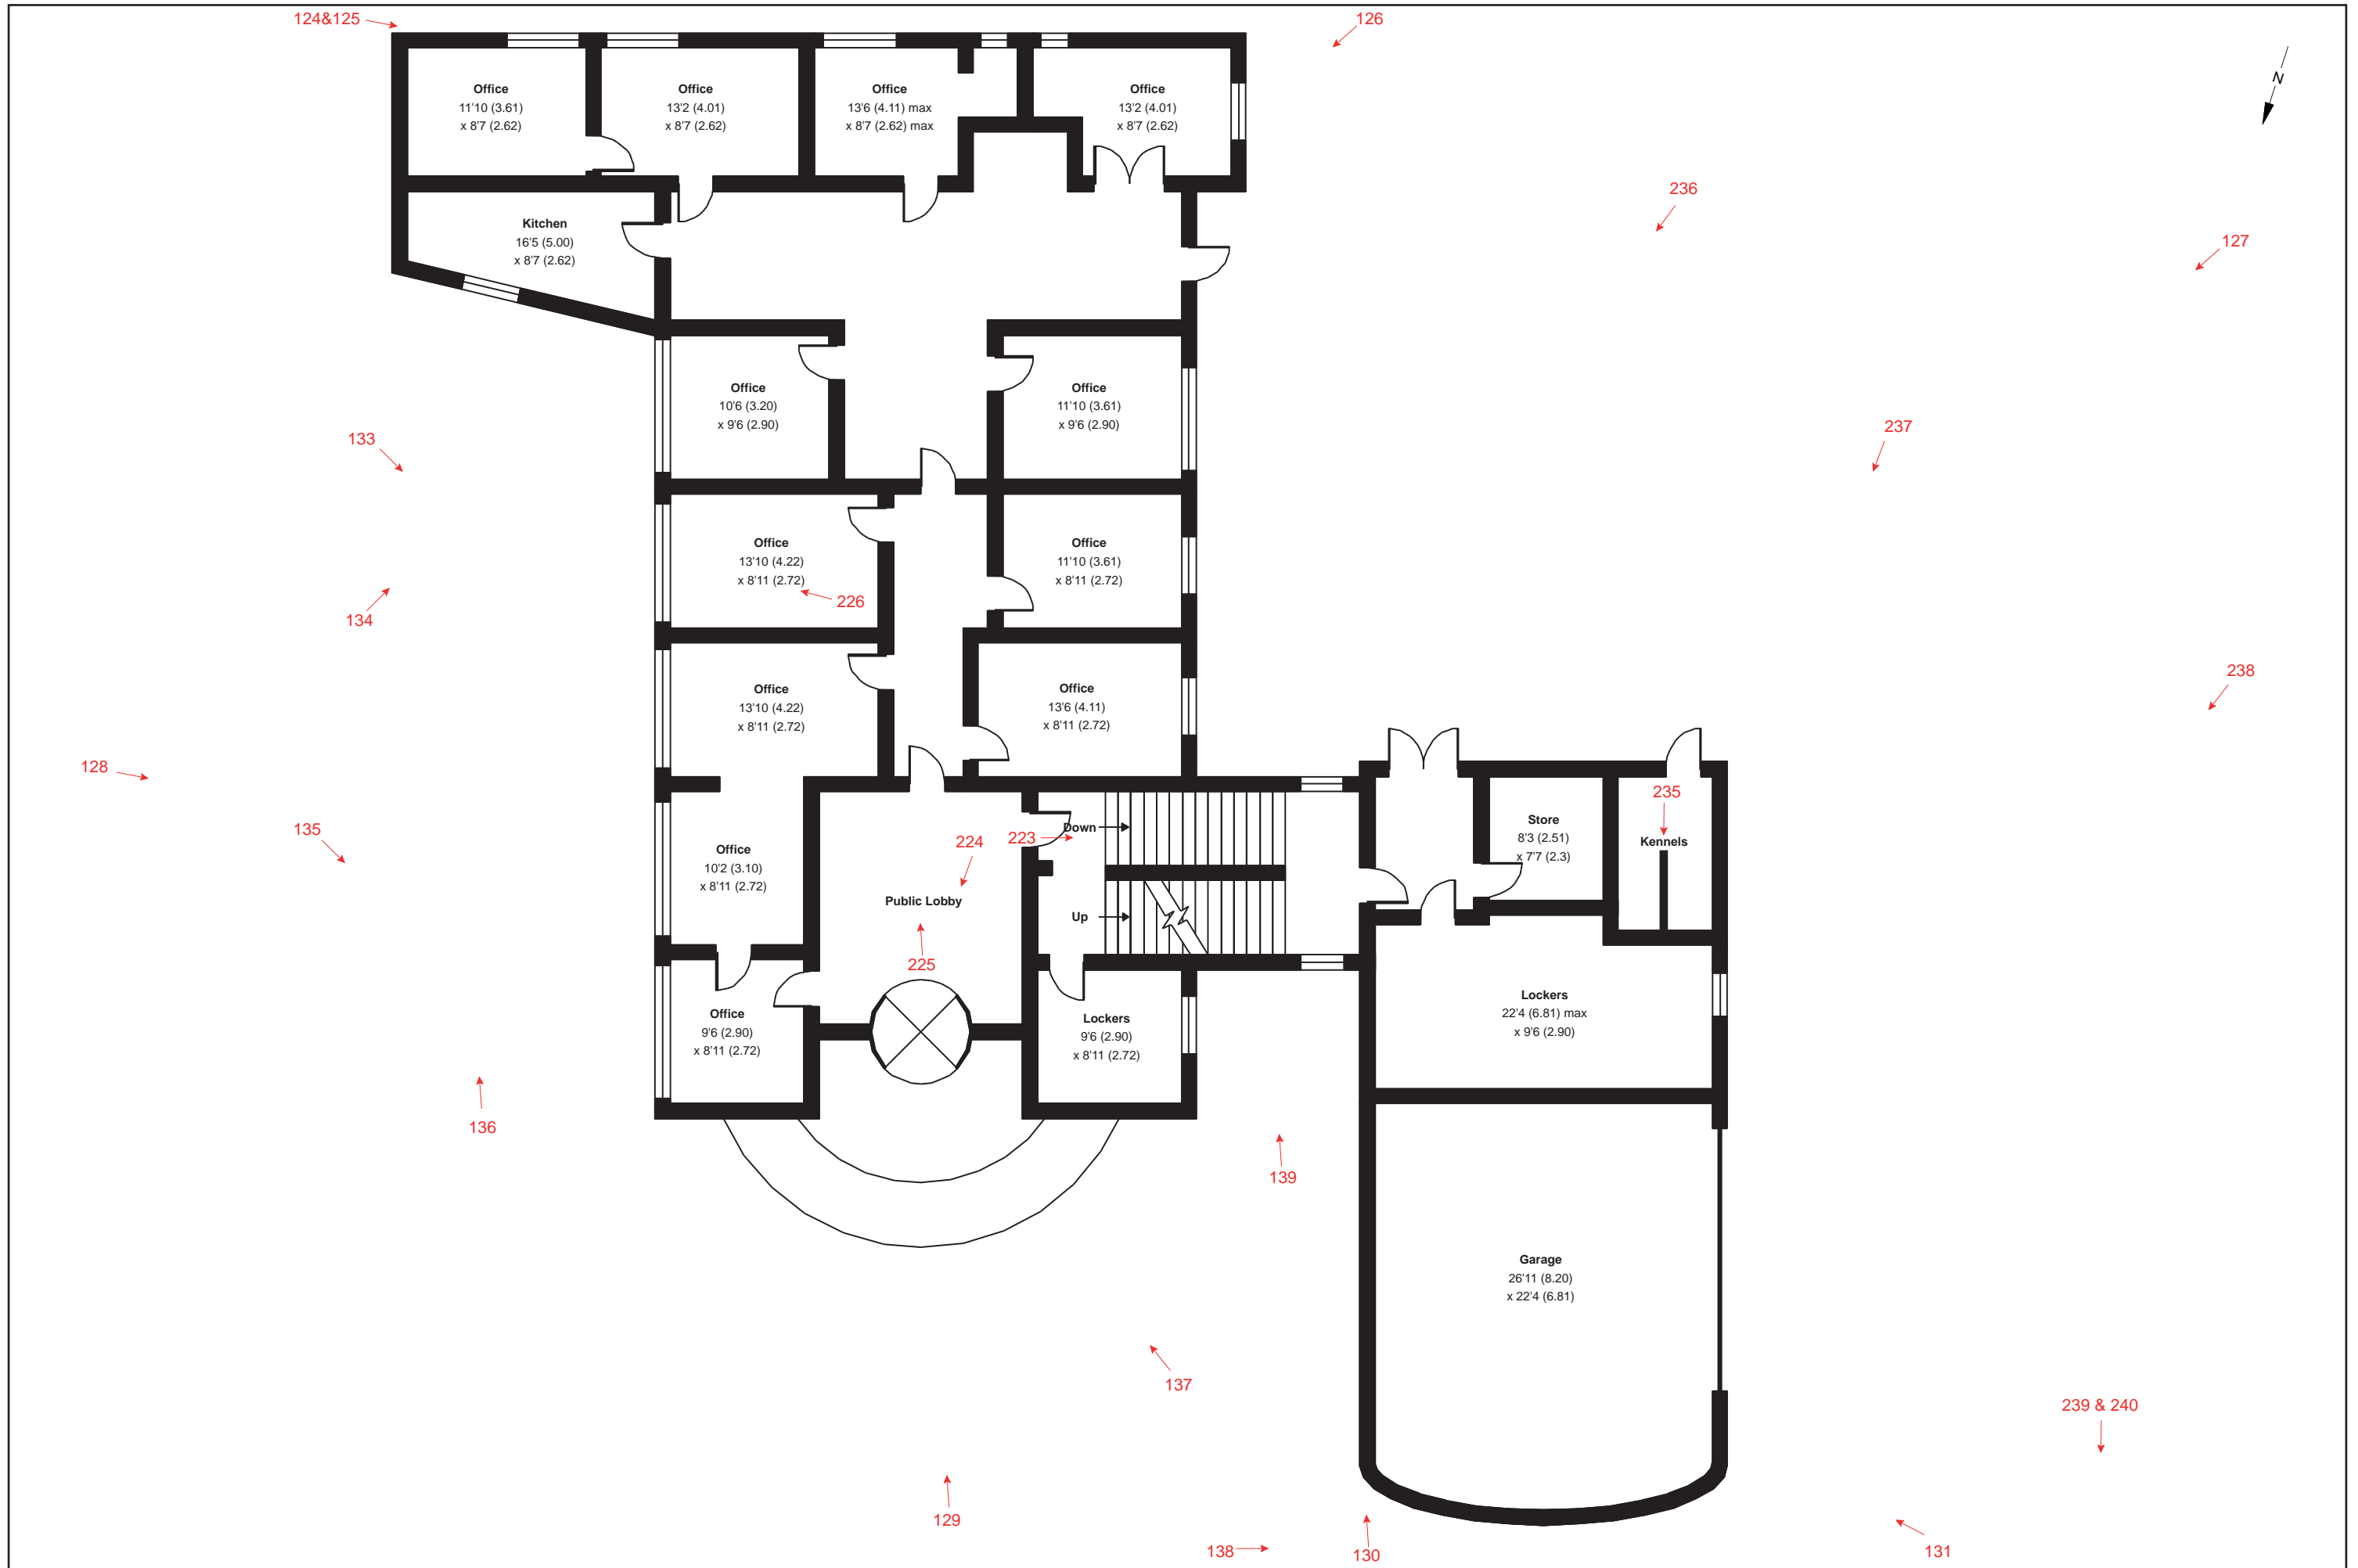 124&125
126
N
Office
11'10 (3.61)
x 8'7 (2.62)
Office
13'2 (4.01)
x 8'7 (2.62)
Office
13'6 (4.11) max
x 8'7 (2.62) max
Office
13'2 (4.01)
x 8'7 (2.62)
236
127
Kitchen
16'5 (5.00)
x 8'7 (2.62)
Office
10'6 (3.20)
x 9'6 (2.90)
Office
11'10 (3.61)
x 9'6 (2.90)
133
237
Office
13'10 (4.22)
x 8'11 (2.72)
226
Office
11'10 (3.61)
x 8'11 (2.72)
134
Office
13'10 (4.22)
x 8'11 (2.72)
Office
13'6 (4.11)
x 8'11 (2.72)
238
128
135
Office
10'2 (3.10)
x 8'11 (2.72)
224
223
Down
Public Lobby
Up
225
Store
8'3 (2.51)
x 7'7 (2.3)
235
Kennels
Office
9'6 (2.90)
x 8'11 (2.72)
Lockers
9'6 (2.90)
x 8'11 (2.72)
Lockers
22'4 (6.81) max
x 9'6 (2.90)
136
139
Garage
26'11 (8.20)
x 22'4 (6.81)
137
239 & 240
129
138
130
131